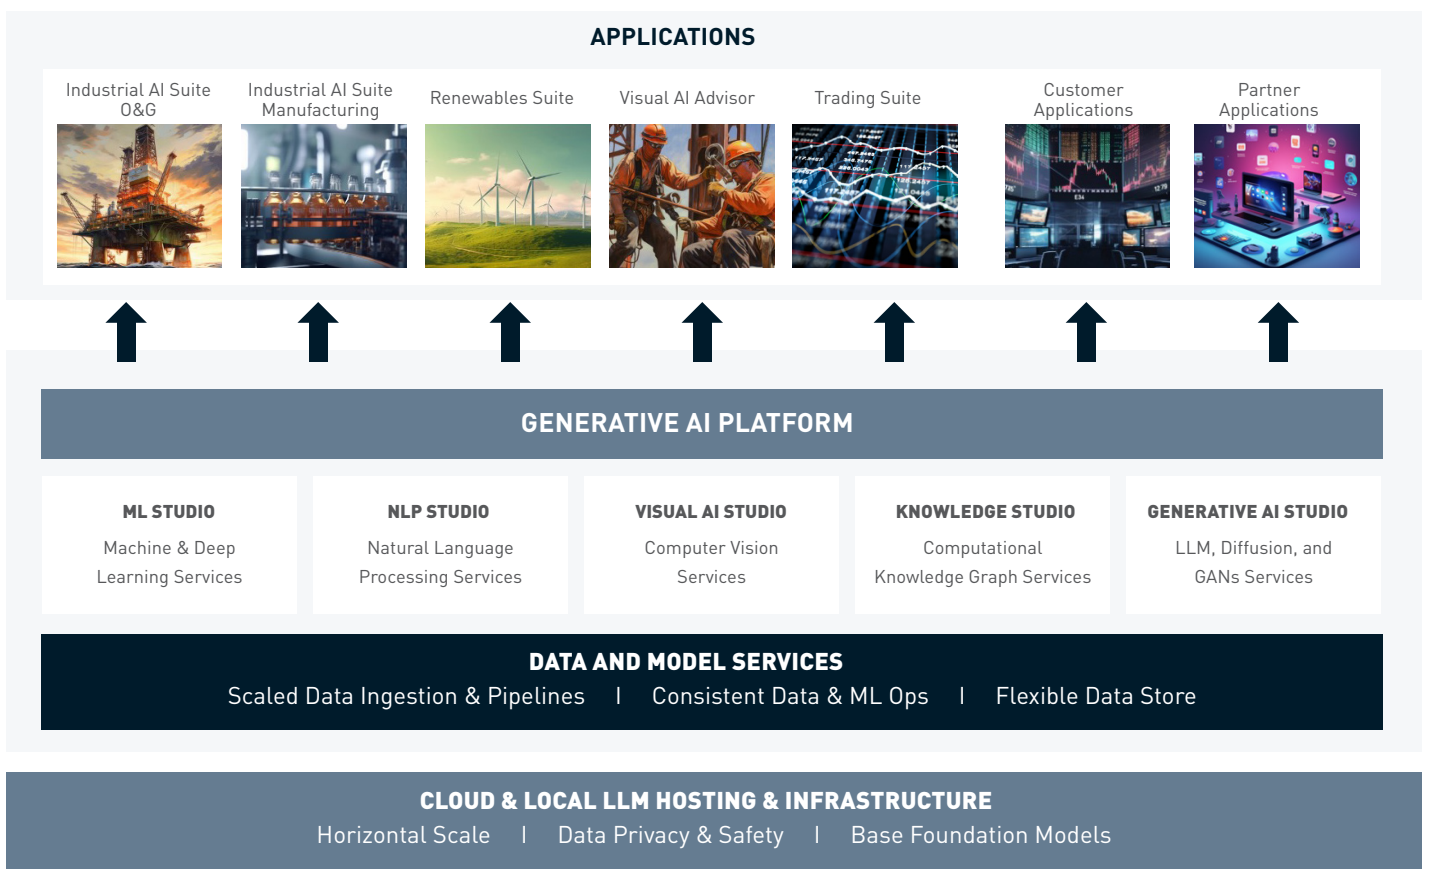 APPLICATIONS
Industrial AI Suite
O&G
Industrial AI Suite
Manufacturing
Renewables Suite
Visual AI Advisor
Trading Suite
Customer
Applications
Partner
Applications
GENERATIVE AI PLATFORM
ML STUDIO
Machine & Deep
Learning Services
NLP STUDIO
Natural Language
Processing Services
VISUAL AI STUDIO
Computer Vision
Services
KNOWLEDGE STUDIO
Computational
Knowledge Graph Services
GENERATIVE AI STUDIO
LLM, Diffusion, and
GANs Services
DATA AND MODEL SERVICES
Scaled Data Ingestion & Pipelines | Consistent Data & ML Ops | Flexible Data Store
CLOUD & LOCAL LLM HOSTING & INFRASTRUCTURE
Horizontal Scale | Data Privacy & Safety | Base Foundation Models